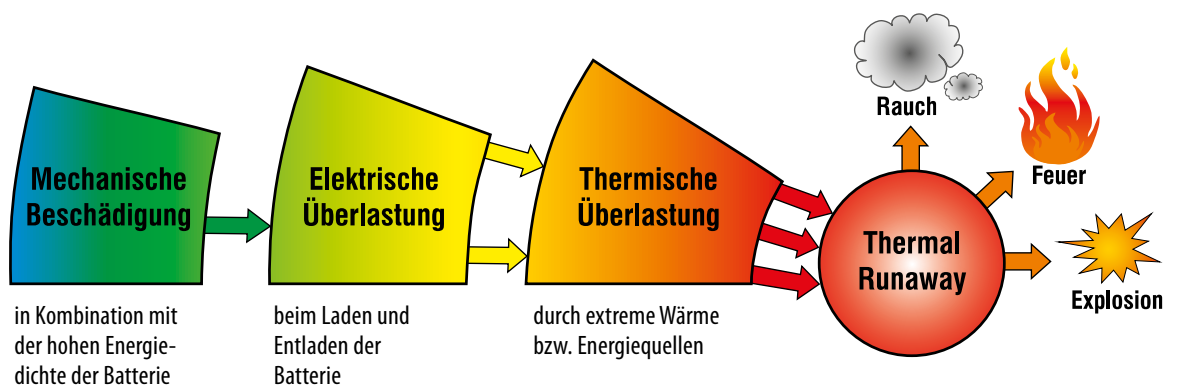 Mechanische
Beschädigung
in Kombination mit
der hohen Energie-
dichte der Batterie
Elektrische
Überlastung
beim Laden und
Entladen der
Batterie
Thermische
Überlastung
durch extreme Wärme
bzw. Energiequellen
Thermal
Runaway
Rauch
Feuer
Explosion